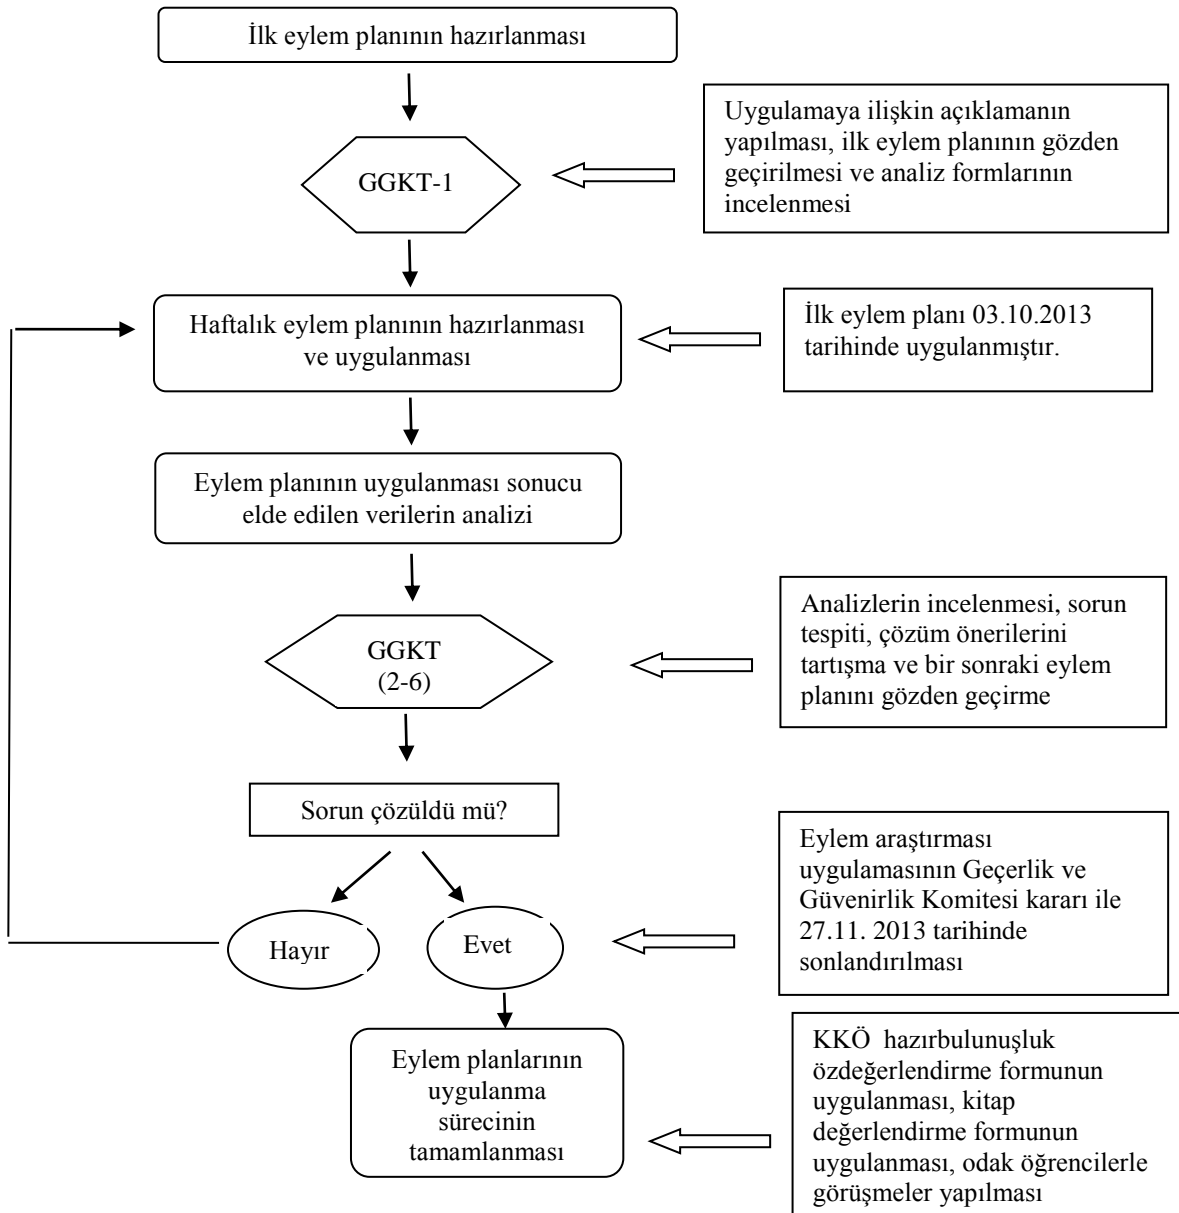 İlk eylem planının hazırlanması
Uygulamaya ilişkin açıklamanın
yapılması, ilk eylem planının gözden
geçirilmesi ve analiz formlarının
incelenmesi
GGKT-1
Haftalık eylem planının hazırlanması
ve uygulanması
İlk eylem planı 03.10.2013
tarihinde uygulanmıştır.
Eylem planının uygulanması sonucu
elde edilen verilerin analizi
Analizlerin incelenmesi, sorun
tespiti, çözüm önerilerini
tartışma ve bir sonraki eylem
planını gözden geçirme
GGKT
(2-6)
Sorun çözüldü mü?
Eylem araştırması
uygulamasının Geçerlik ve
Güvenirlik Komitesi kararı ile
27.11. 2013 tarihinde
sonlandırılması
Hayır
Evet
Eylem planlarının
uygulanma
sürecinin
tamamlanması
KKÖ hazırbulunuşluk
özdeğerlendirme formunun
uygulanması, kitap
değerlendirme formunun
uygulanması, odak öğrencilerle
görüşmeler yapılması